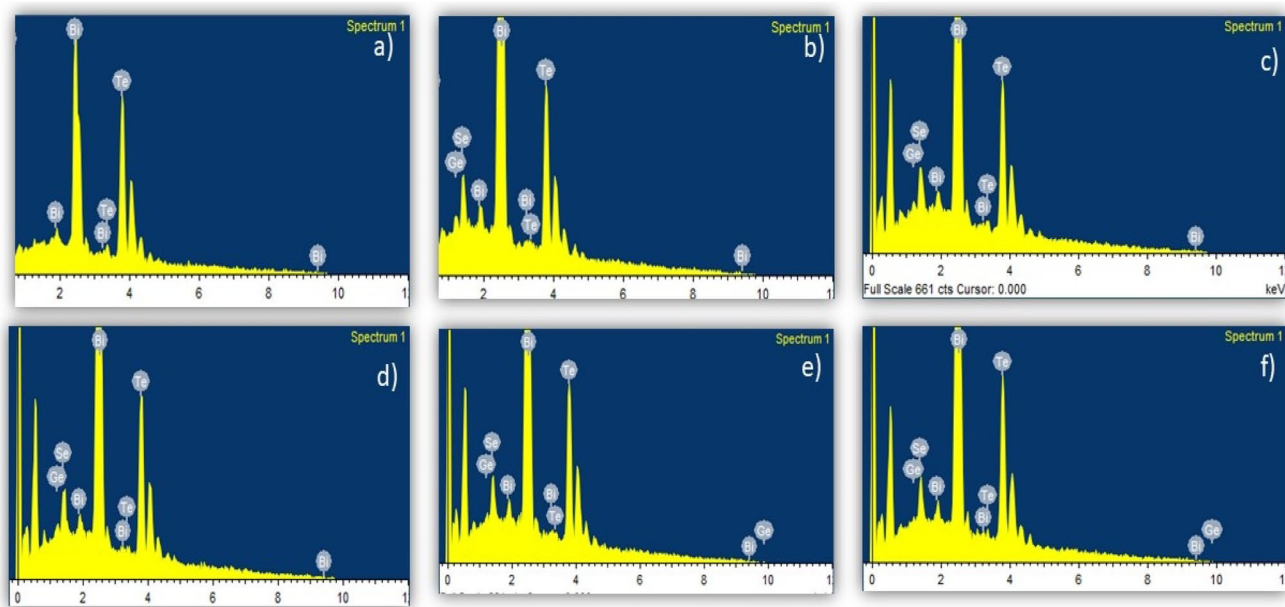 Spectrum 1
a)
Bi
Te
Bi
Te
Bi
Bi
2 4 6 8 10
Spectrum 1
b)
Bi
Te
Se
Ge
Bi
Bi
Te
Bi
2 4 6 8 10
Spectrum 1
c)
Bi
Te
Se
Ge
Bi
Te
Bi
Bi
0 2 4 6 8 10
Full Scale 661 cts Cursor: 0.000 keV
Spectrum 1
d)
Bi
Te
Se
Ge
Bi
Te
Bi
Bi
0 2 4 6 8 10
Spectrum 1
e)
Bi
Te
Se
Ge
Bi
Bi
Te
Ge
Bi
0 2 4 6 8 10
Spectrum 1
f)
Bi
Te
Se
Ge
Bi
Te
Bi
Ge
Bi
0 2 4 6 8 10